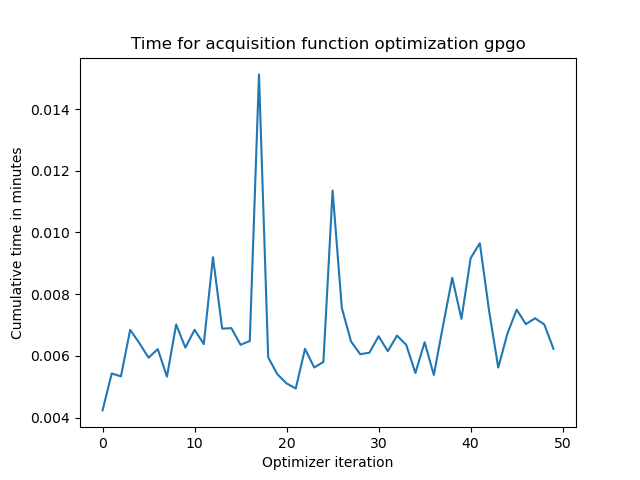 Time for acquisition function optimization gpgo
Cumulative time in minutes
0.014
0.012
0.010
0.008
0.006
0.004
0 10 20 30 40 50
Optimizer iteration